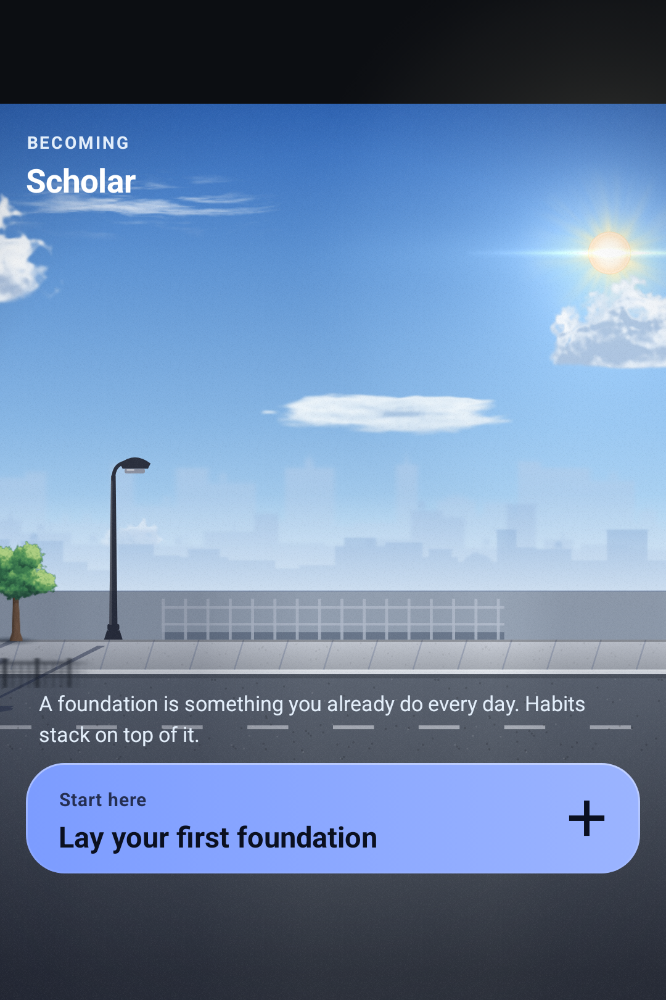 BECOMING
Scholar
A foundation is something you already do every day. Habits
stack on top of it.
Start here
Lay your first foundation